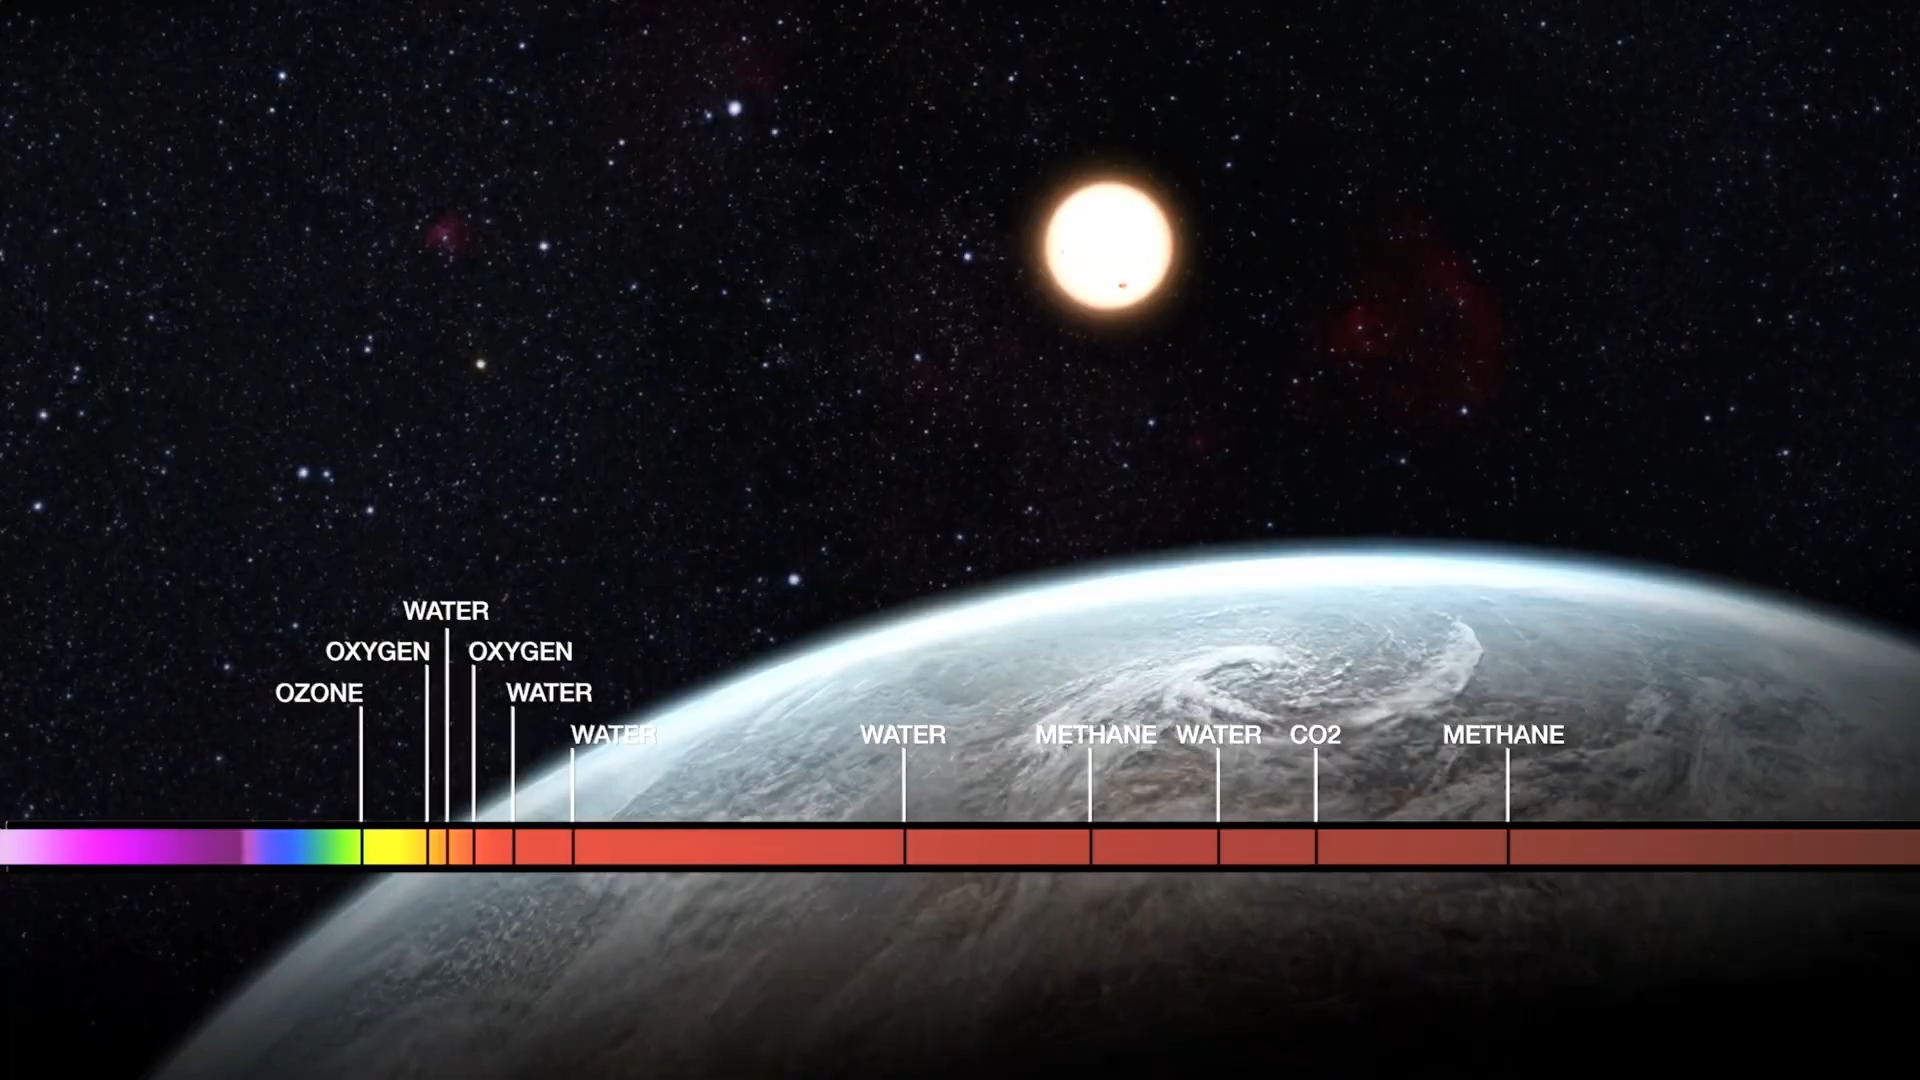 WATER
OXYGEN OXYGEN
OZONE WATER
WATER WATER METHANE WATER CO2 METHANE